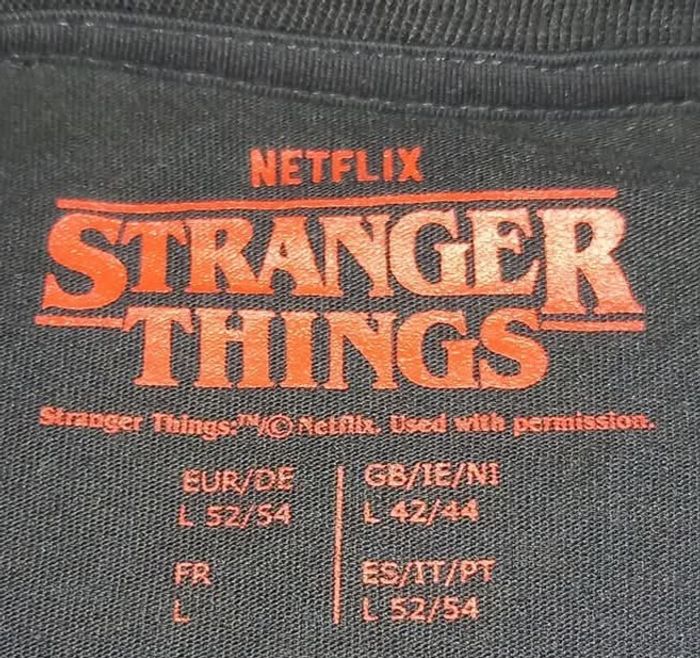 NETFLIX
STRANGER
THINGS
Stranger Things:™/© Netflix. Used with permission.
EUR/DE
L 52/54
GB/IE/NI
L 42/44
FR
L
ES/IT/PT
L 52/54